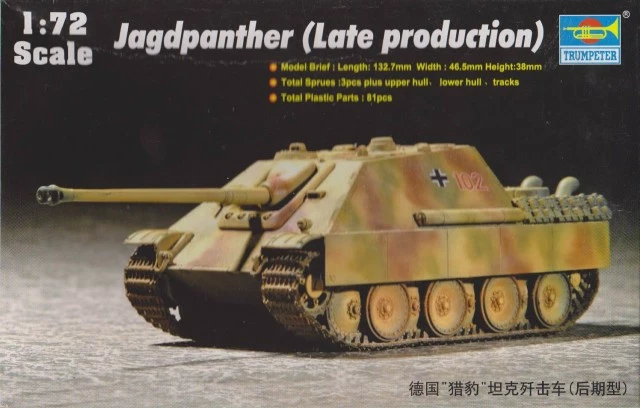 1:72
Scale
Jagdpanther (Late production)
Model Brief : Length: 132.7mm Width : 46.5mm Height:38mm
Total Sprues :3pcs plus upper hull、 lower hull 、tracks
Total Plastic Parts : 81pcs
®
TRUMPETER
102
德国"猎豹"坦克歼击车(后期型)